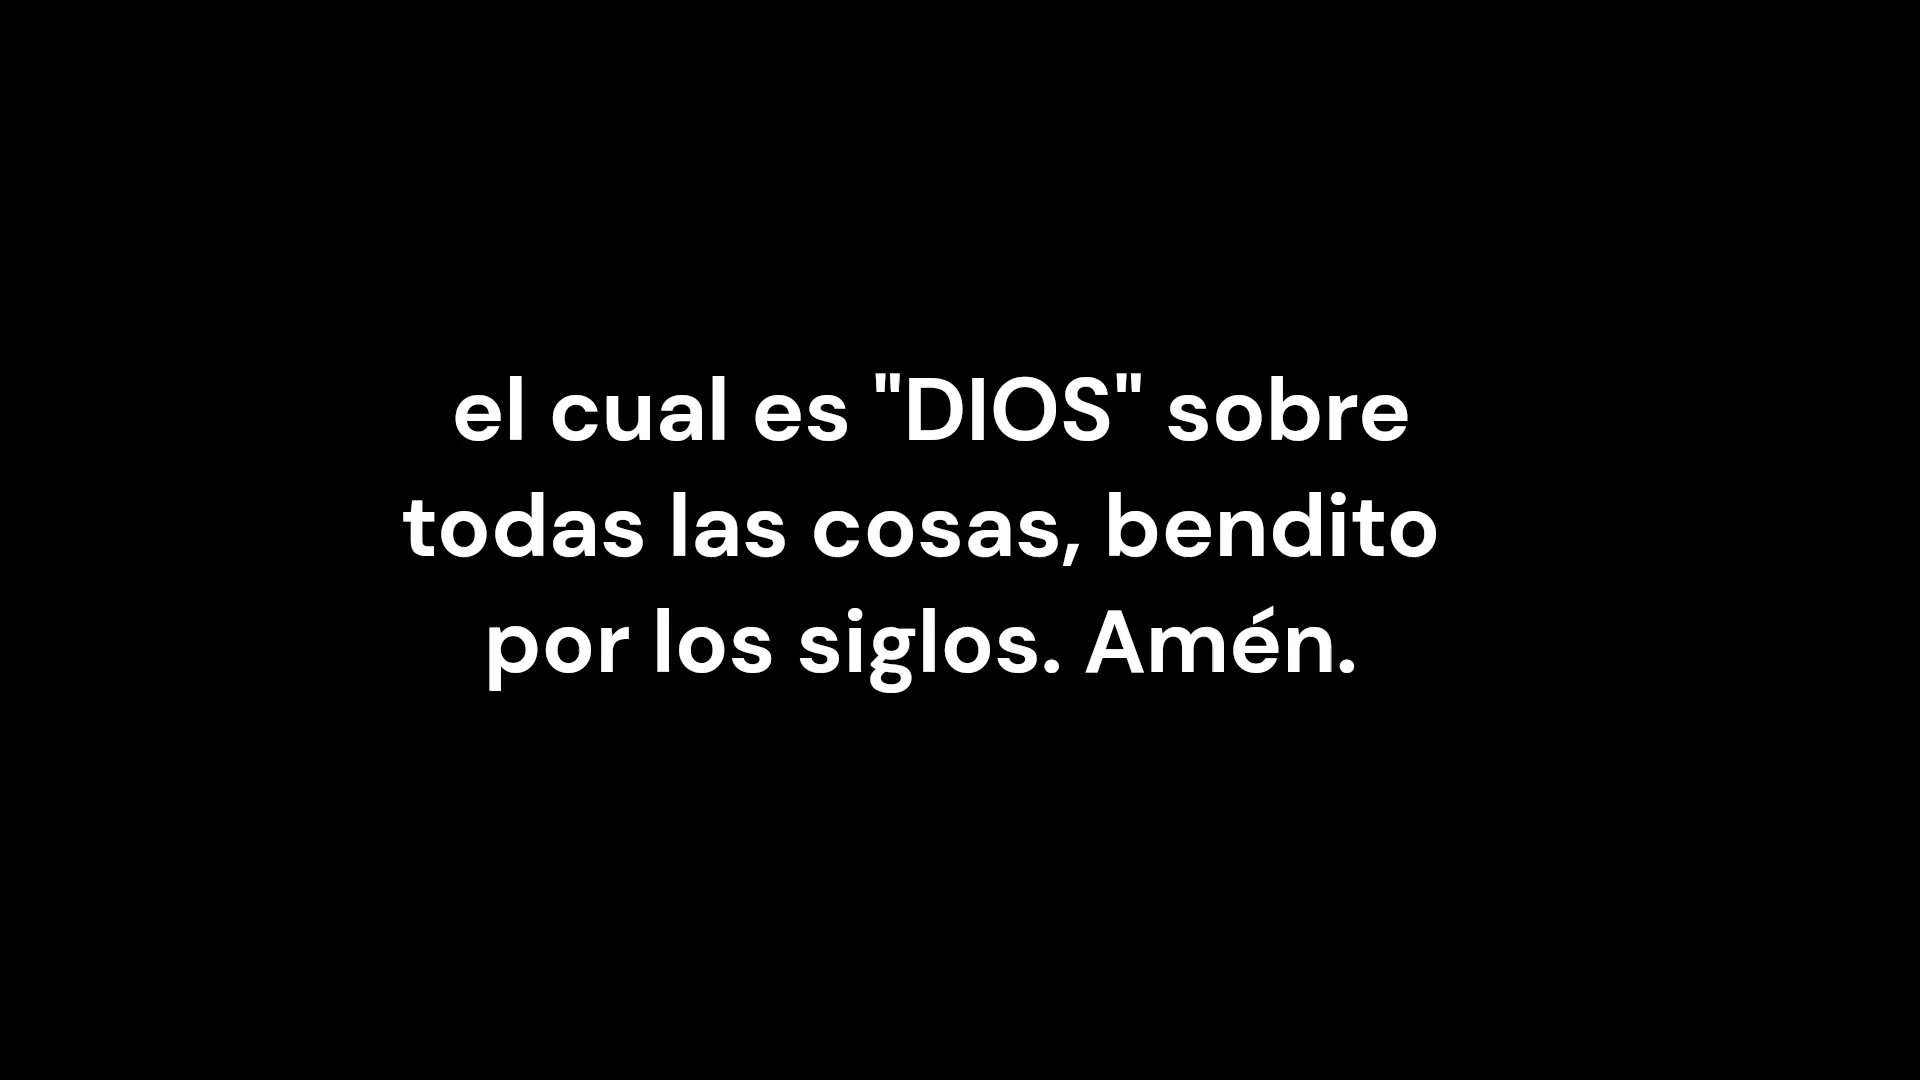 el cual es "DIOS" sobre
todas las cosas, bendito
por los siglos. Amén.